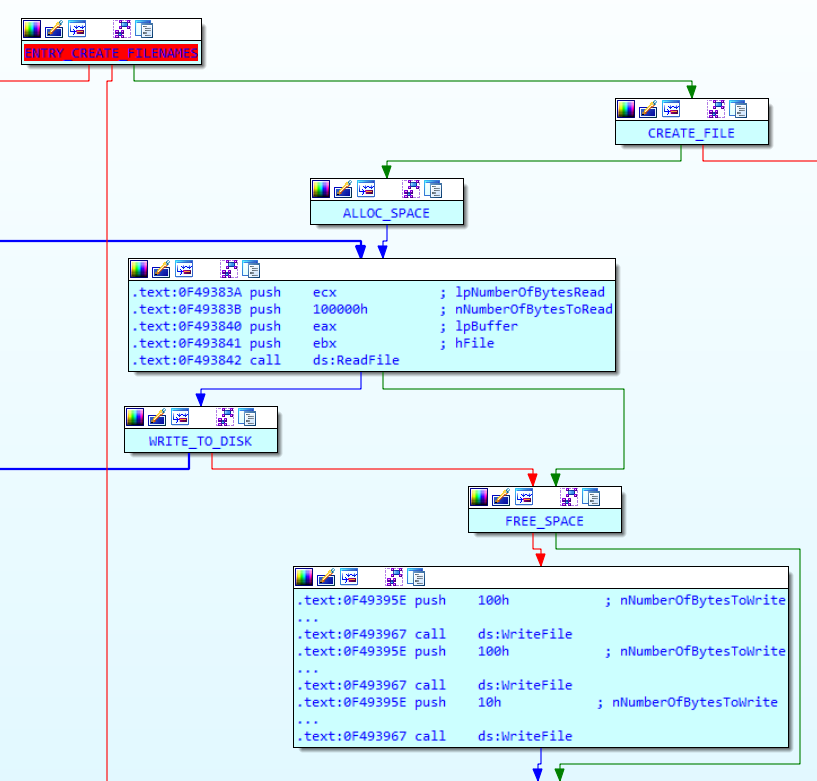 ENTRY_CREATE_FILENAMES
CREATE_FILE
ALLOC_SPACE
.text:0F49383A push ecx ; lpNumberOfBytesRead
.text:0F49383B push 100000h ; nNumberOfBytesToRead
.text:0F493840 push eax ; lpBuffer
.text:0F493841 push ebx ; hFile
.text:0F493842 call ds:ReadFile
WRITE_TO_DISK
FREE_SPACE
.text:0F49395E push 100h ; nNumberOfBytesToWrite
...
.text:0F493967 call ds:WriteFile
.text:0F49395E push 100h ; nNumberOfBytesToWrite
...
.text:0F493967 call ds:WriteFile
.text:0F49395E push 10h ; nNumberOfBytesToWrite
...
.text:0F493967 call ds:WriteFile